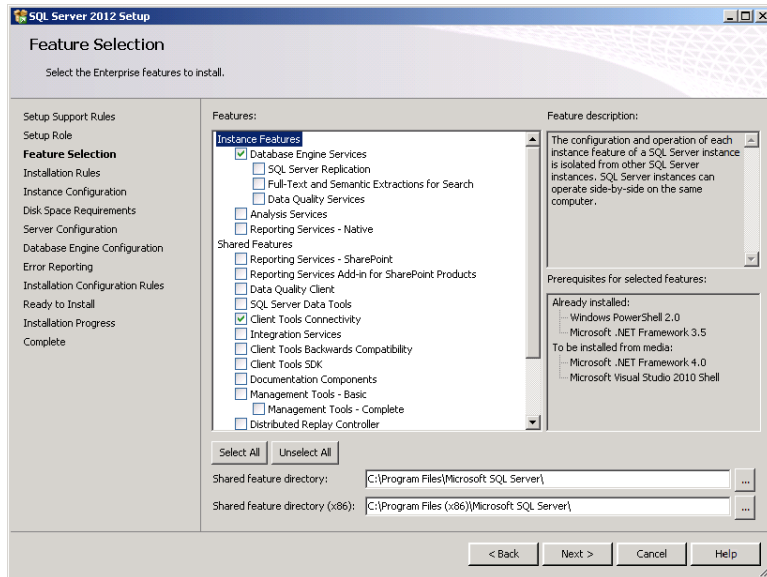 SQL Server 2012 Setup
Feature Selection
Select the Enterprise features to install.
Setup Support Rules
Setup Role
Feature Selection
Installation Rules
Instance Configuration
Disk Space Requirements
Server Configuration
Database Engine Configuration
Error Reporting
Installation Configuration Rules
Ready to Install
Installation Progress
Complete
Features:
Instance Features
Database Engine Services
SQL Server Replication
Full-Text and Semantic Extractions for Search
Data Quality Services
Analysis Services
Reporting Services - Native
Shared Features
Reporting Services - SharePoint
Reporting Services Add-in for SharePoint Products
Data Quality Client
SQL Server Data Tools
Client Tools Connectivity
Integration Services
Client Tools Backwards Compatibility
Client Tools SDK
Documentation Components
Management Tools - Basic
Management Tools - Complete
Distributed Replay Controller
Feature description:
The configuration and operation of each
instance feature of a SQL Server instance
is isolated from other SQL Server
instances. SQL Server instances can
operate side-by-side on the same
computer.
Prerequisites for selected features:
Already installed:
Windows PowerShell 2.0
Microsoft .NET Framework 3.5
To be installed from media:
Microsoft .NET Framework 4.0
Microsoft Visual Studio 2010 Shell
Select All
Unselect All
Shared feature directory:
C:\Program Files\Microsoft SQL Server\
...
Shared feature directory (x86):
C:\Program Files (x86)\Microsoft SQL Server\
...
< Back
Next >
Cancel
Help